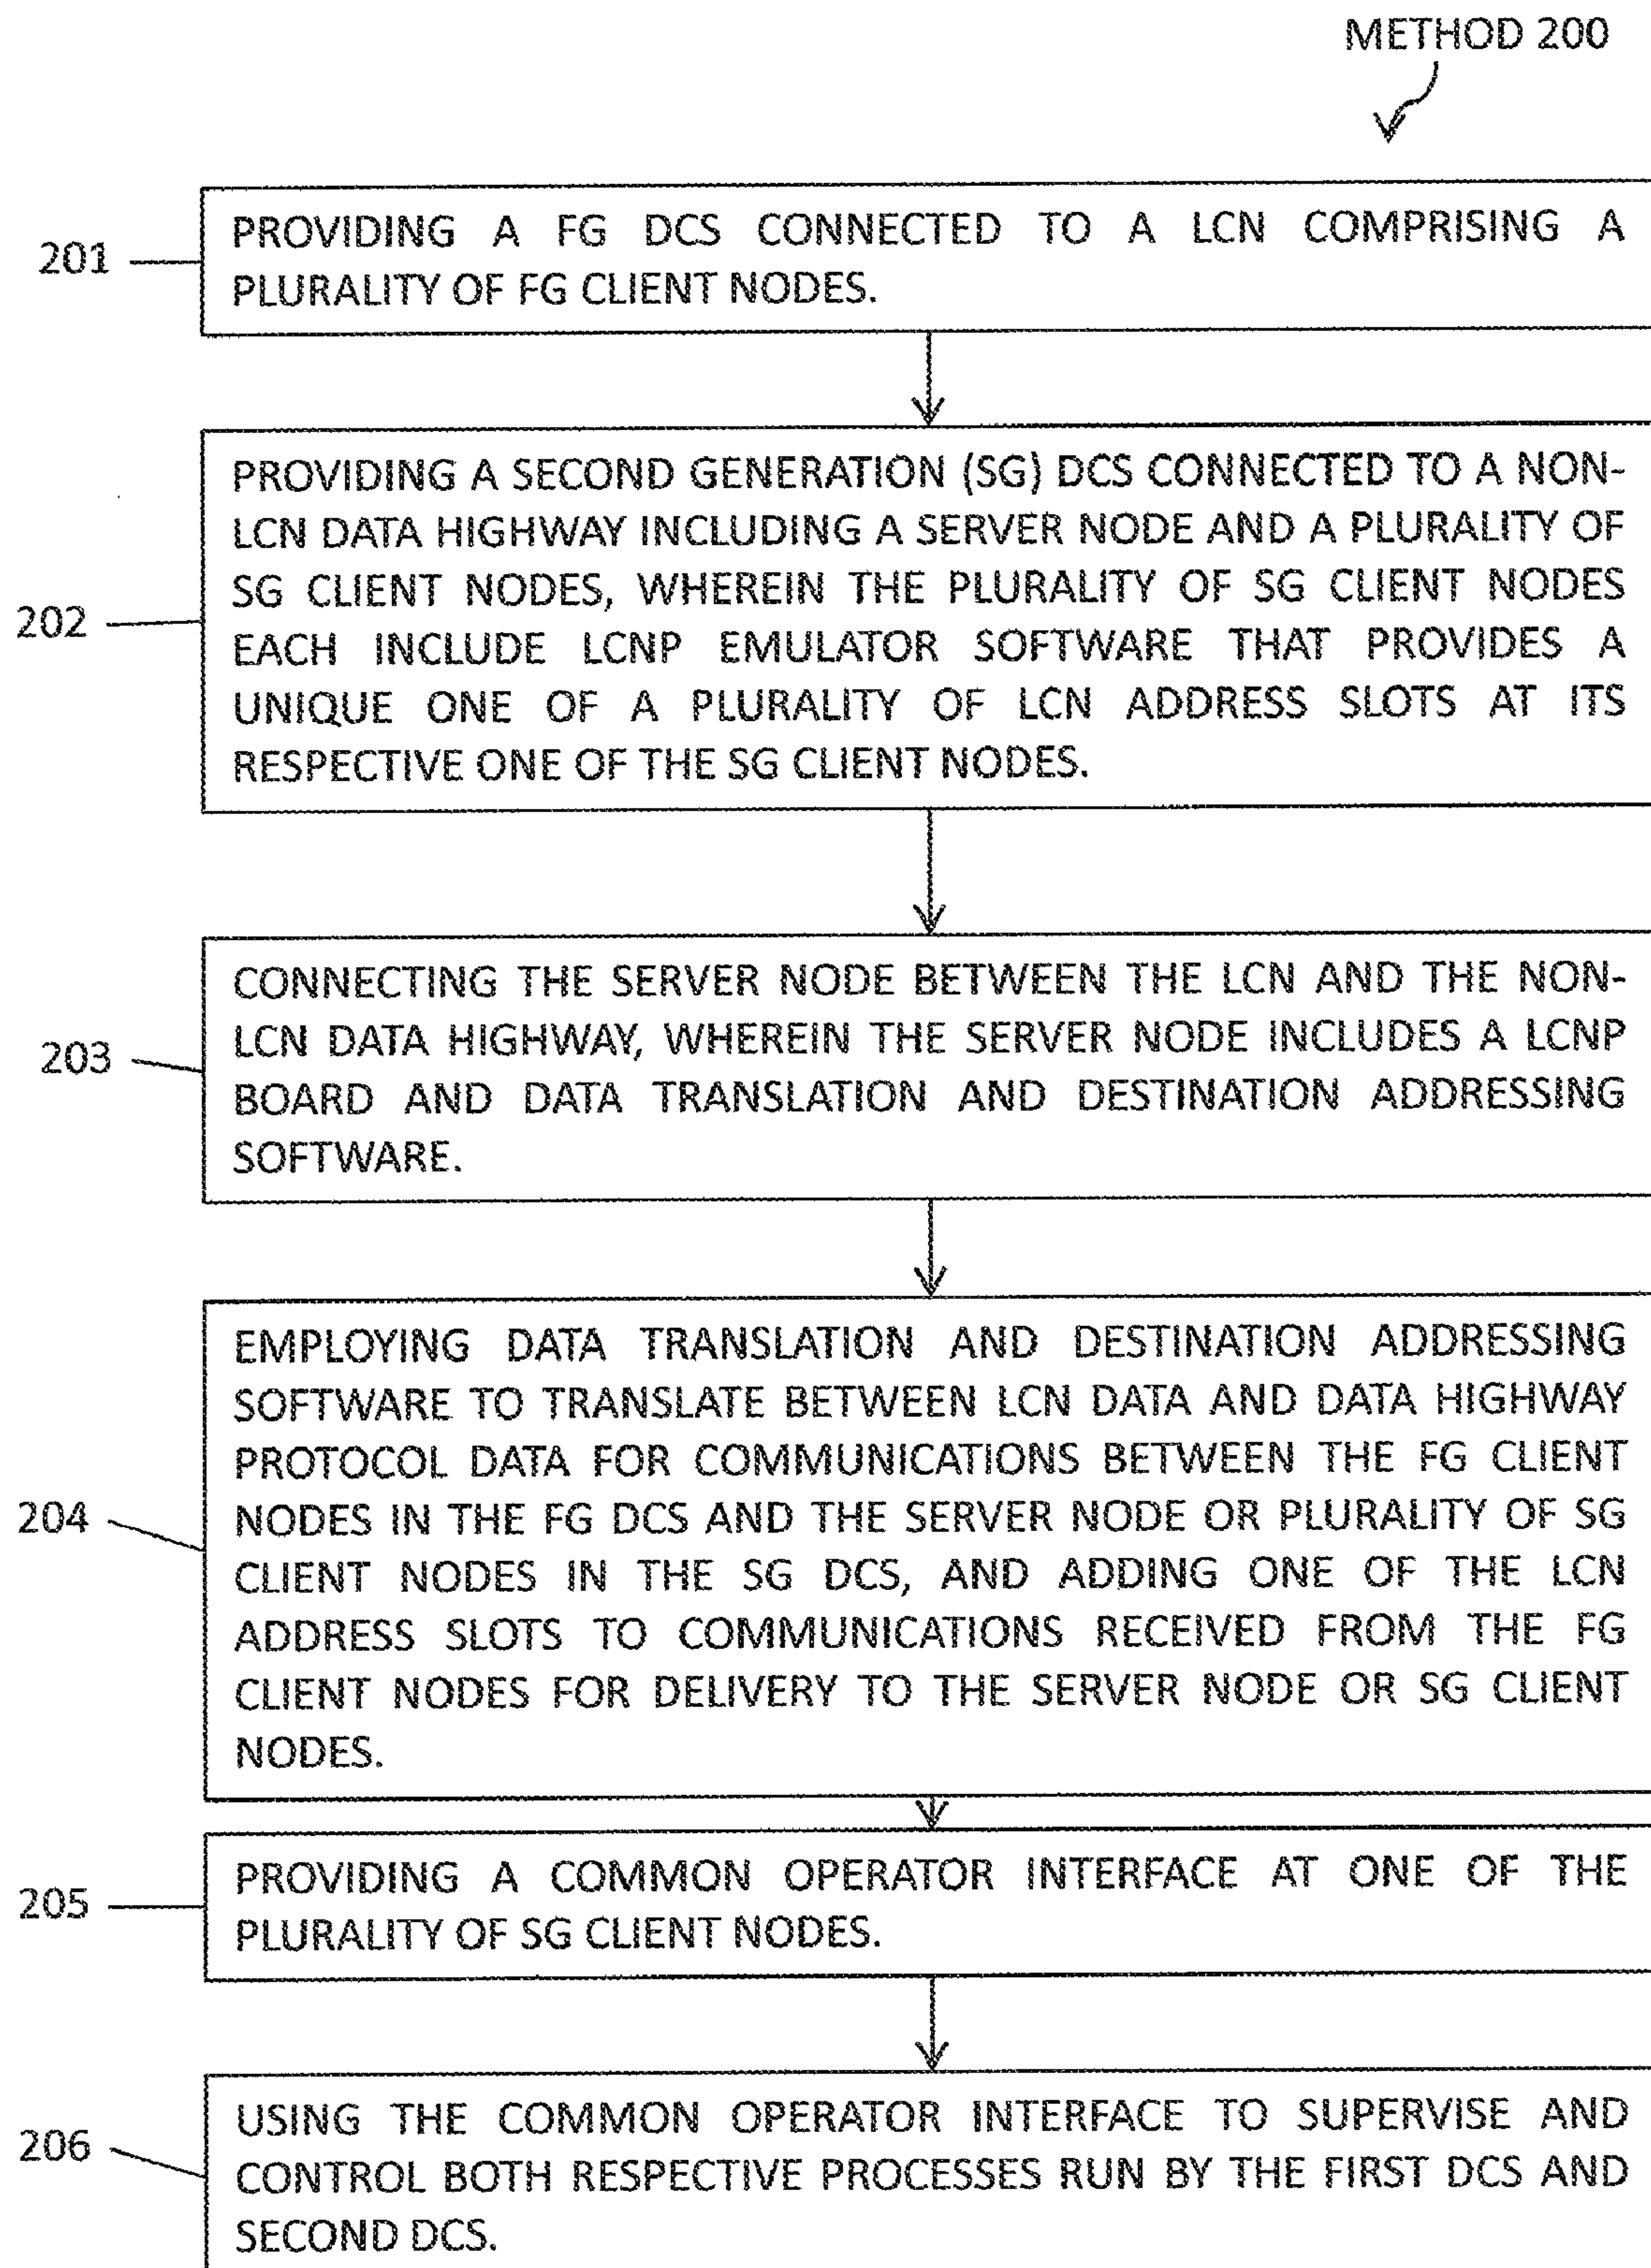 METHOD 200
201
PROVIDING A FG DCS CONNECTED TO A LCN COMPRISING A
PLURALITY OF FG CLIENT NODES.
202
PROVIDING A SECOND GENERATION (SG) DCS CONNECTED TO A NON-
LCN DATA HIGHWAY INCLUDING A SERVER NODE AND A PLURALITY OF
SG CLIENT NODES, WHEREIN THE PLURALITY OF SG CLIENT NODES
EACH INCLUDE LCNP EMULATOR SOFTWARE THAT PROVIDES A
UNIQUE ONE OF A PLURALITY OF LCN ADDRESS SLOTS AT ITS
RESPECTIVE ONE OF THE SG CLIENT NODES.
203
CONNECTING THE SERVER NODE BETWEEN THE LCN AND THE NON-
LCN DATA HIGHWAY, WHEREIN THE SERVER NODE INCLUDES A LCNP
BOARD AND DATA TRANSLATION AND DESTINATION ADDRESSING
SOFTWARE.
204
EMPLOYING DATA TRANSLATION AND DESTINATION ADDRESSING
SOFTWARE TO TRANSLATE BETWEEN LCN DATA AND DATA HIGHWAY
PROTOCOL DATA FOR COMMUNICATIONS BETWEEN THE FG CLIENT
NODES IN THE FG DCS AND THE SERVER NODE OR PLURALITY OF SG
CLIENT NODES IN THE SG DCS, AND ADDING ONE OF THE LCN
ADDRESS SLOTS TO COMMUNICATIONS RECEIVED FROM THE FG
CLIENT NODES FOR DELIVERY TO THE SERVER NODE OR SG CLIENT
NODES.
205
PROVIDING A COMMON OPERATOR INTERFACE AT ONE OF THE
PLURALITY OF SG CLIENT NODES.
206
USING THE COMMON OPERATOR INTERFACE TO SUPERVISE AND
CONTROL BOTH RESPECTIVE PROCESSES RUN BY THE FIRST DCS AND
SECOND DCS.